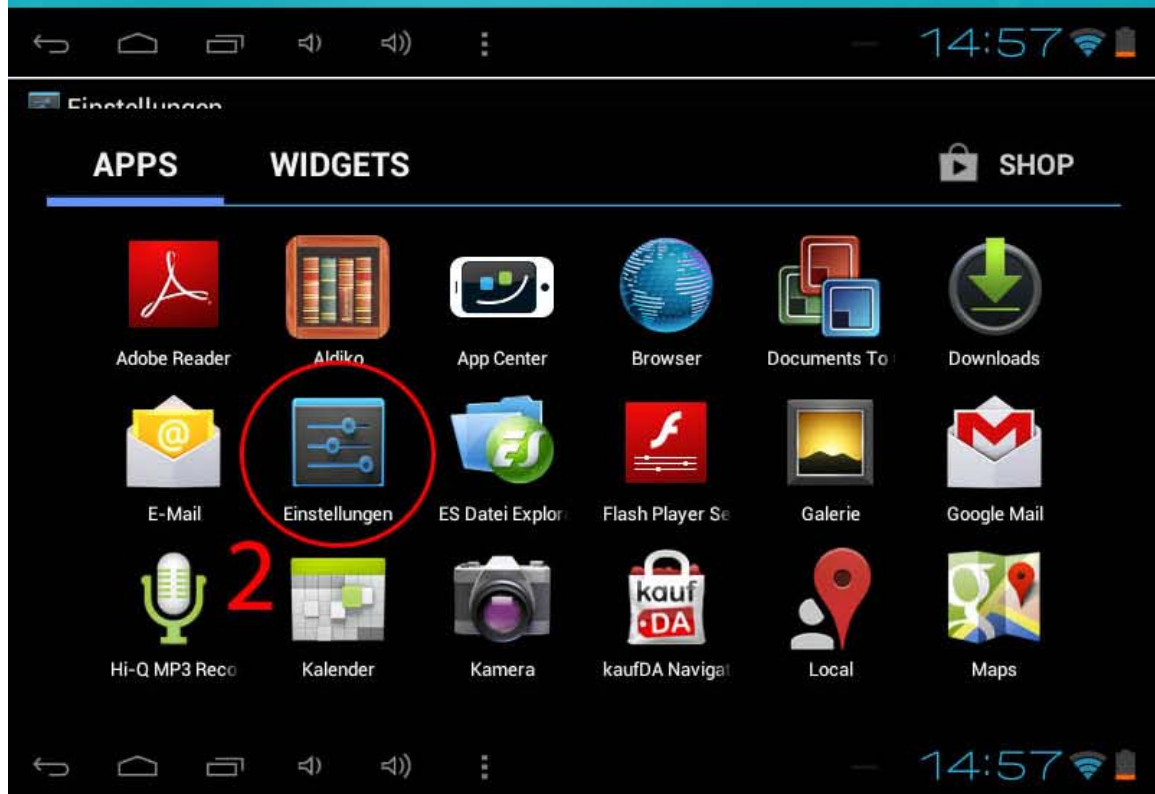 14:57
Einstellungen
APPS WIDGETS SHOP
Adobe Reader Aldiko App Center Browser Documents To Downloads
E-Mail Einstellungen ES Datei Explor Flash Player Se Galerie Google Mail
2
kauf
DA
Hi-Q MP3 Reco Kalender Kamera kaufDA Navigat Local Maps
14:57